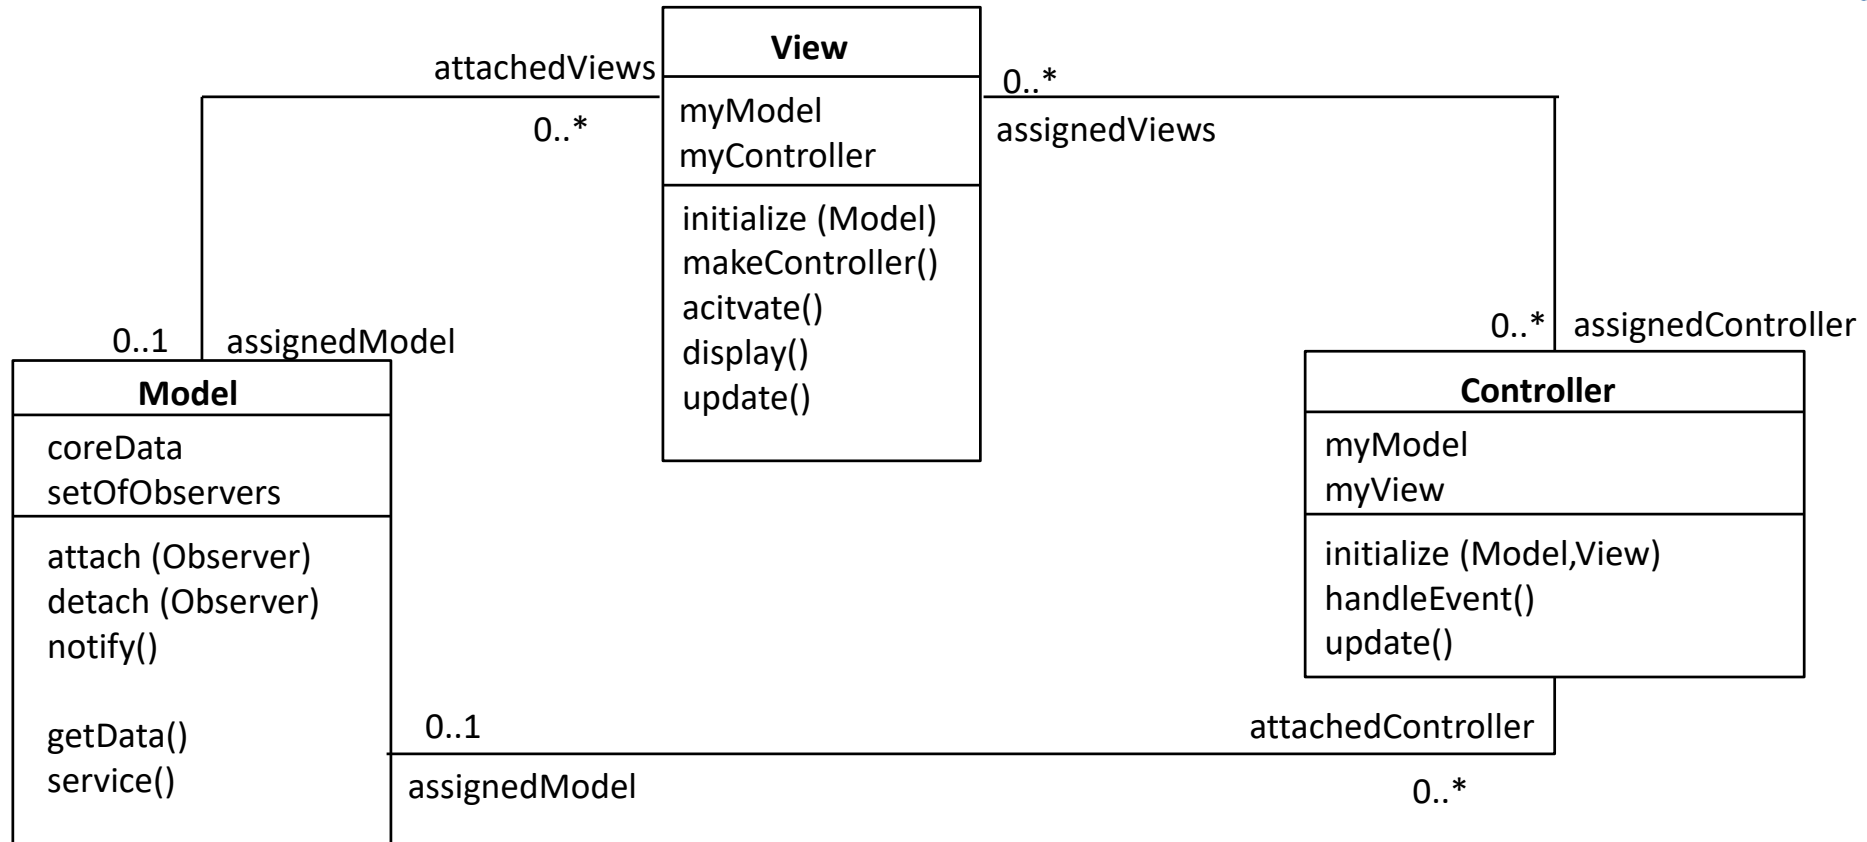 View
attachedViews
0..*
myModel
myController
0..*
assignedViews
initialize (Model)
makeController()
acitvate()
display()
update()
0..1
assignedModel
Model
coreData
setOfObservers
attach (Observer)
detach (Observer)
notify()
getData()
service()
0..*
assignedController
Controller
myModel
myView
initialize (Model,View)
handleEvent()
update()
0..1
assignedModel
attachedController
0..*